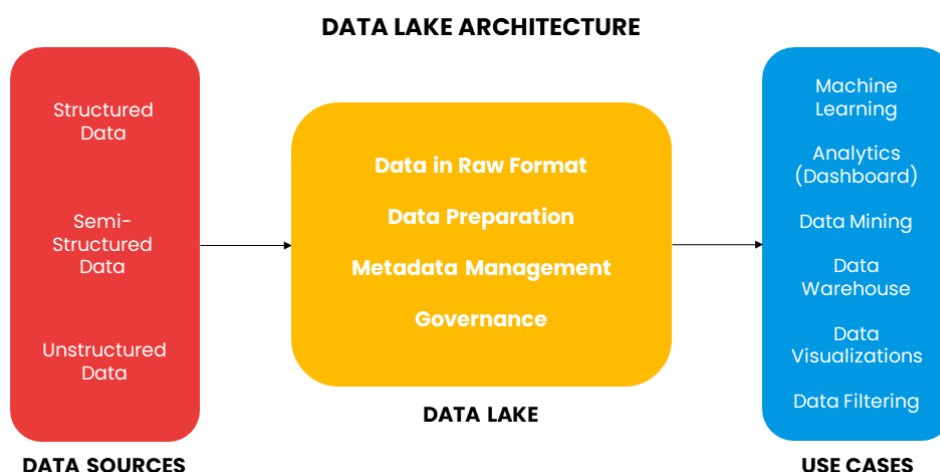 DATA LAKE ARCHITECTURE
Structured
Data
Semi-
Structured
Data
Unstructured
Data
DATA SOURCES
Data in Raw Format
Data Preparation
Metadata Management
Governance
DATA LAKE
Machine
Learning
Analytics
(Dashboard)
Data Mining
Data
Warehouse
Data
Visualizations
Data Filtering
USE CASES